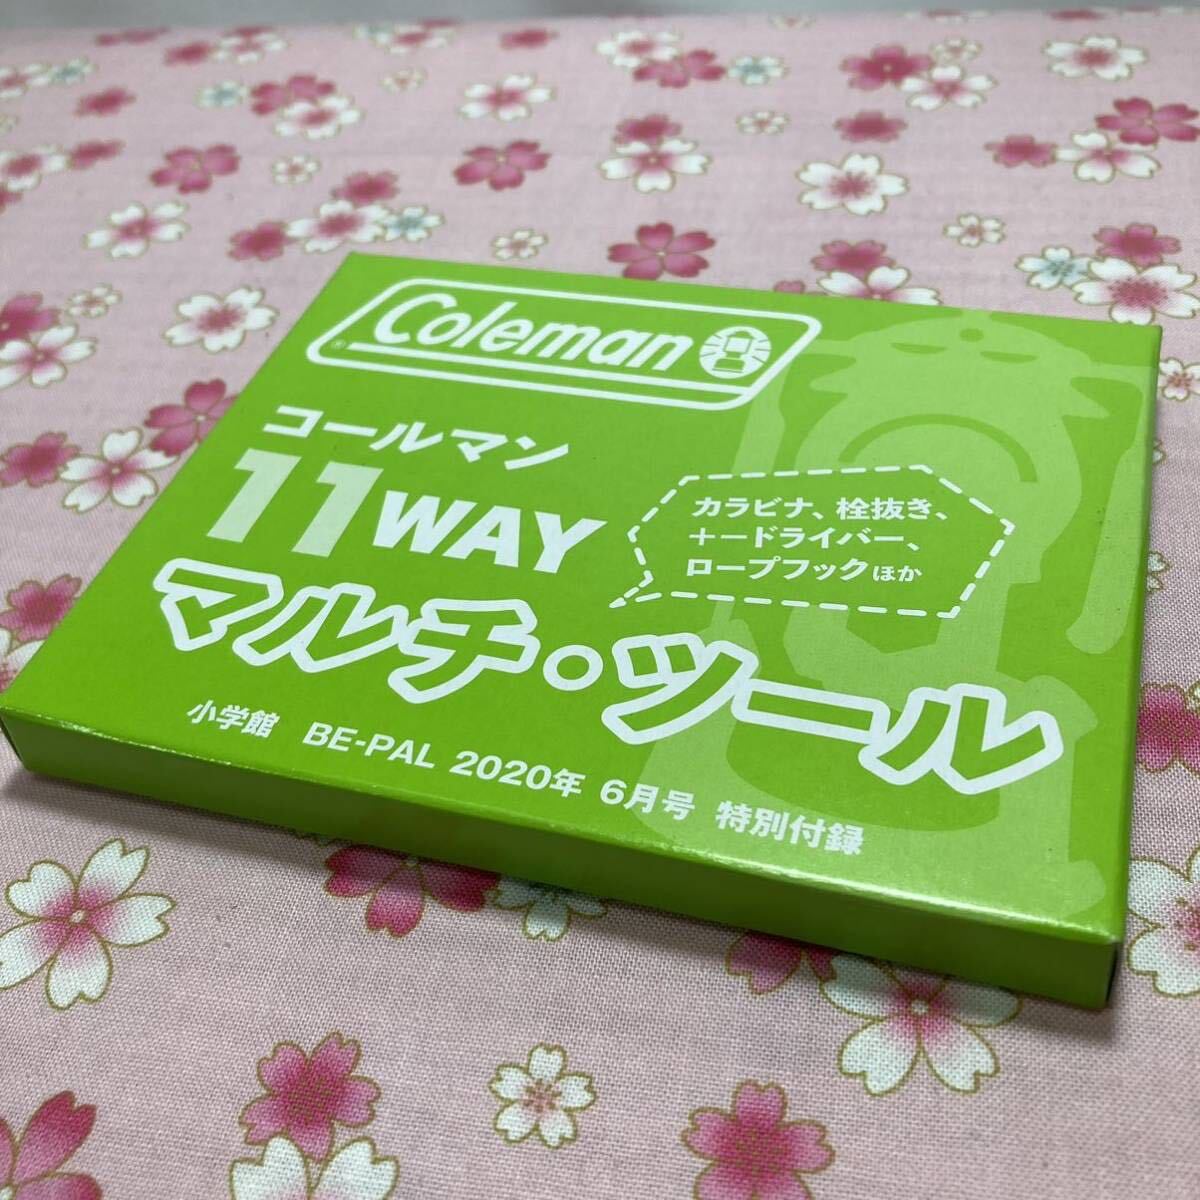 Coleman
®
コールマン
11WAY
マルチ・ツール
カラビナ、栓抜き、
+-ドライバー、
ロープフックほか
小学館 BE-PAL 2020年 6月号 特別付録